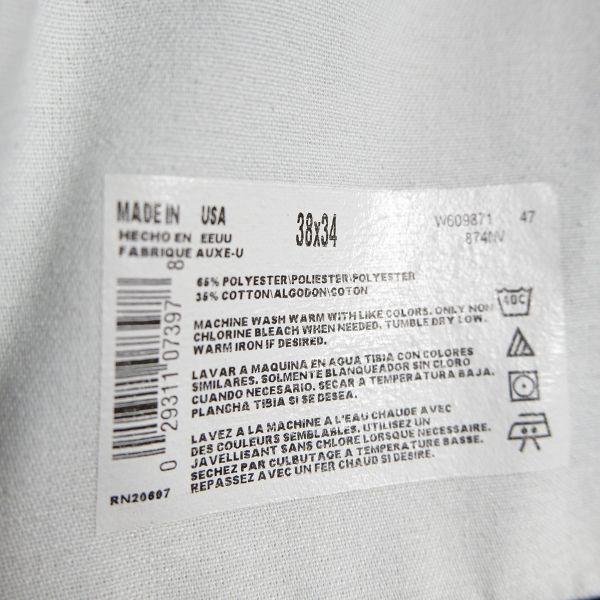 MADE IN USA
HECHO EN EEUU
FABRIQUE AUXE-U
38x34
W609871 47
874NV
65% POLYESTER\POLIESTER\POLYESTER
35% COTTON\ALGODON\COTON
MACHINE WASH WARM WITH LIKE COLORS. ONLY NON
CHLORINE BLEACH WHEN NEEDED. TUMBLE DRY LOW.
WARM IRON IF DESIRED.
LAVAR A MAQUINA EN AGUA TIBIA CON COLORES
SIMILARES. SOLMENTE BLANQUEADOR SIN CLORO
CUANDO NECESARIO. SECAR A TEMPERATURA BAJA.
PLANCHA TIBIA SI SE DESEA.
LAVEZ A LA MACHINE A L'EAU CHAUDE AVEC
DES COULEURS SEMBLABLES. UTILISEZ UN
JAVELLISANT SANS CHLORE LORSQUE NECESSAIRE.
SECHEZ PAR CULBUTAGE A TEMPERATURE BASSE.
REPASSEZ AVEC UN FER CHAUD SI DESIRE.
40C
0 29311 07397 8
RN20697